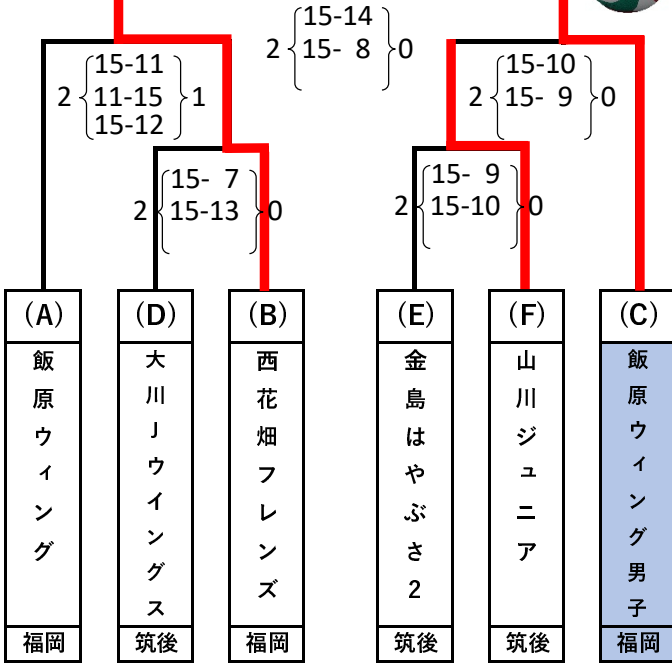 15-14
2 15- 8 0
15-11
2 11-15 1
15-12
15-10
2 15- 9 0
15- 7
2 15-13 0
15- 9
2 15-10 0
(A)
飯原ウィング
福岡
(D)
大川Jウイングス
筑後
(B)
西花畑フレンズ
福岡
(E)
金島はやぶさ2
筑後
(F)
山川ジュニア
筑後
(C)
飯原ウィング男子
福岡